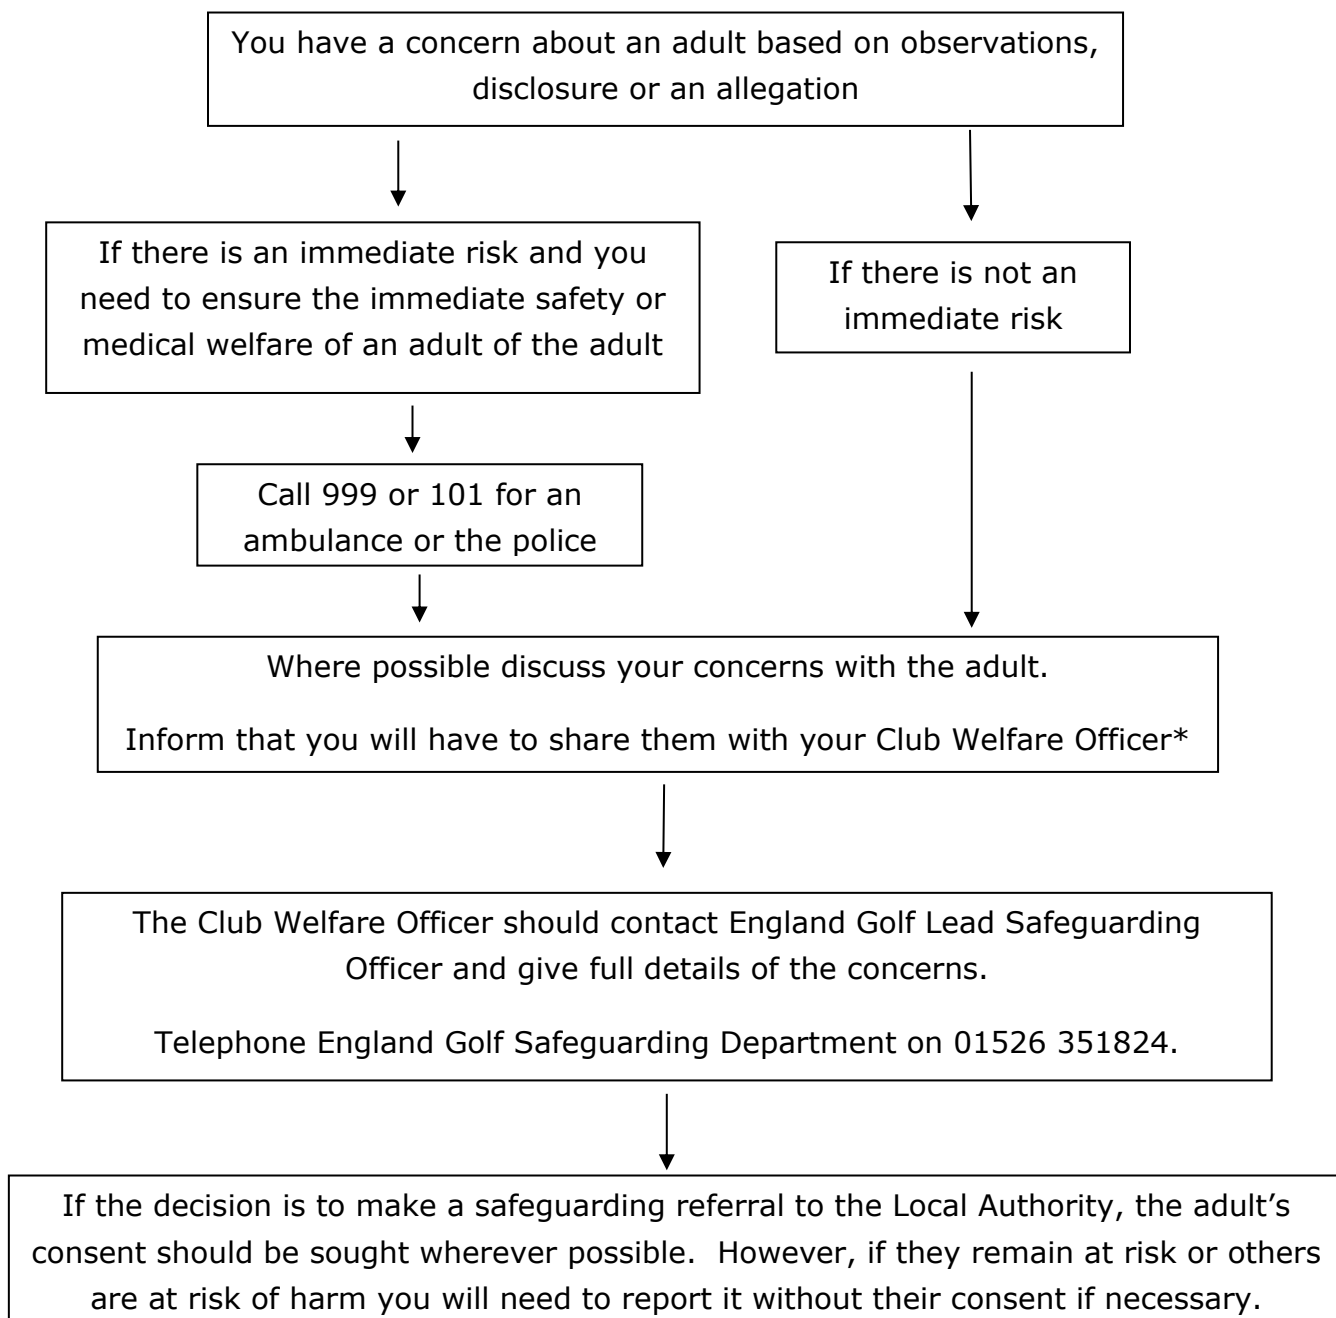 You have a concern about an adult based on observations,
disclosure or an allegation
If there is an immediate risk and you
need to ensure the immediate safety or
medical welfare of an adult of the adult
If there is not an
immediate risk
Call 999 or 101 for an
ambulance or the police
Where possible discuss your concerns with the adult.
Inform that you will have to share them with your Club Welfare Officer*
The Club Welfare Officer should contact England Golf Lead Safeguarding
Officer and give full details of the concerns.
Telephone England Golf Safeguarding Department on 01526 351824.
If the decision is to make a safeguarding referral to the Local Authority, the adult’s
consent should be sought wherever possible.  However, if they remain at risk or others
are at risk of harm you will need to report it without their consent if necessary.